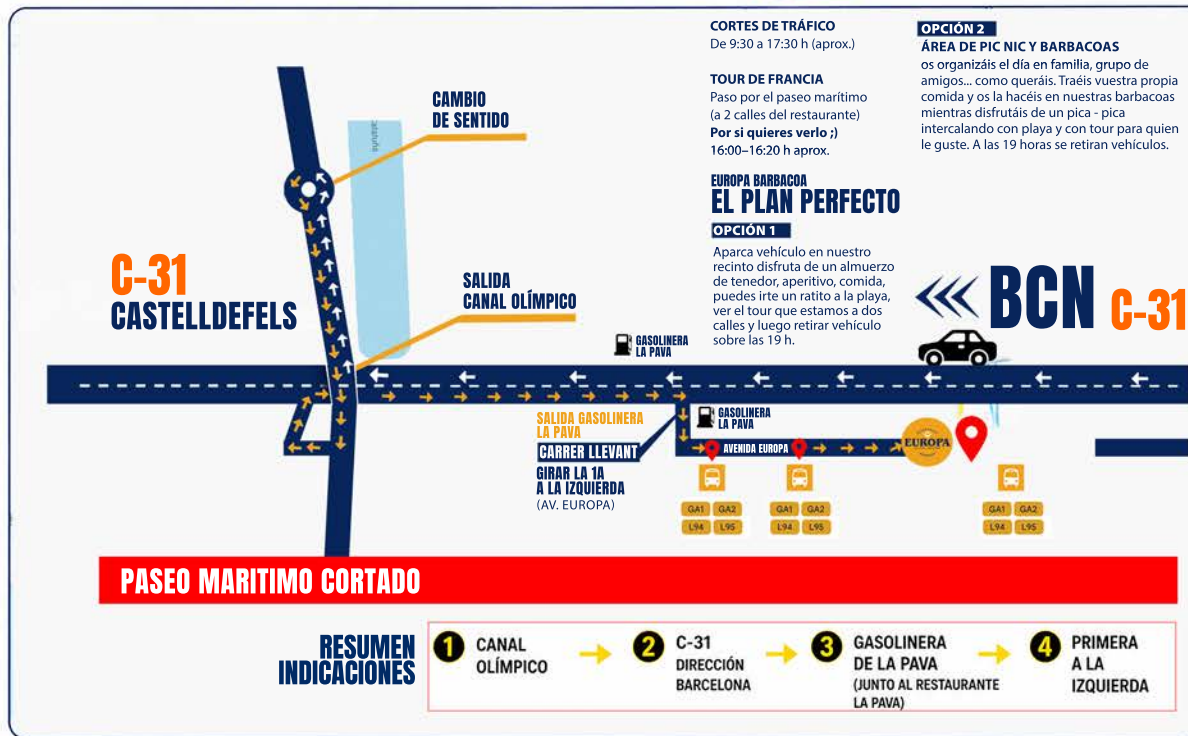 CORTES DE TRÁFICO
De 9:30 a 17:30 h (aprox.)
TOUR DE FRANCIA
Paso por el paseo marítimo
(a 2 calles del restaurante)
Por si quieres verlo ;)
16:00–16:20 h aprox.
OPCIÓN 2
ÁREA DE PIC NIC Y BARBACOAS
os organizáis el día en familia, grupo de
amigos... como queráis. Traéis vuestra propia
comida y os la hacéis en nuestras barbacoas
mientras disfrutáis de un pica - pica
intercalando con playa y con tour para quien
le guste. A las 19 horas se retiran vehículos.
EUROPA BARBACOA
EL PLAN PERFECTO
OPCIÓN 1
Aparca vehículo en nuestro
recinto disfruta de un almuerzo
de tenedor, aperitivo, comida,
puedes irte un ratito a la playa,
ver el tour que estamos a dos
calles y luego retirar vehículo
sobre las 19 h.
CAMBIO
DE SENTIDO
C-31
CASTELLDEFELS
SALIDA
CANAL OLÍMPICO
BCN C-31
GASOLINERA
LA PAVA
SALIDA GASOLINERA
LA PAVA
CARRER LLEVANT
GIRAR LA 1A
A LA IZQUIERDA
(AV. EUROPA)
GASOLINERA
LA PAVA
AVENIDA EUROPA
EUROPA
GA1 GA2
L94 L95
GA1 GA2
L94 L95
GA1 GA2
L94 L95
PASEO MARITIMO CORTADO
RESUMEN
INDICACIONES
1 CANAL
OLÍMPICO
2 C-31
DIRECCIÓN
BARCELONA
3 GASOLINERA
DE LA PAVA
(JUNTO AL RESTAURANTE
LA PAVA)
4 PRIMERA
A LA
IZQUIERDA